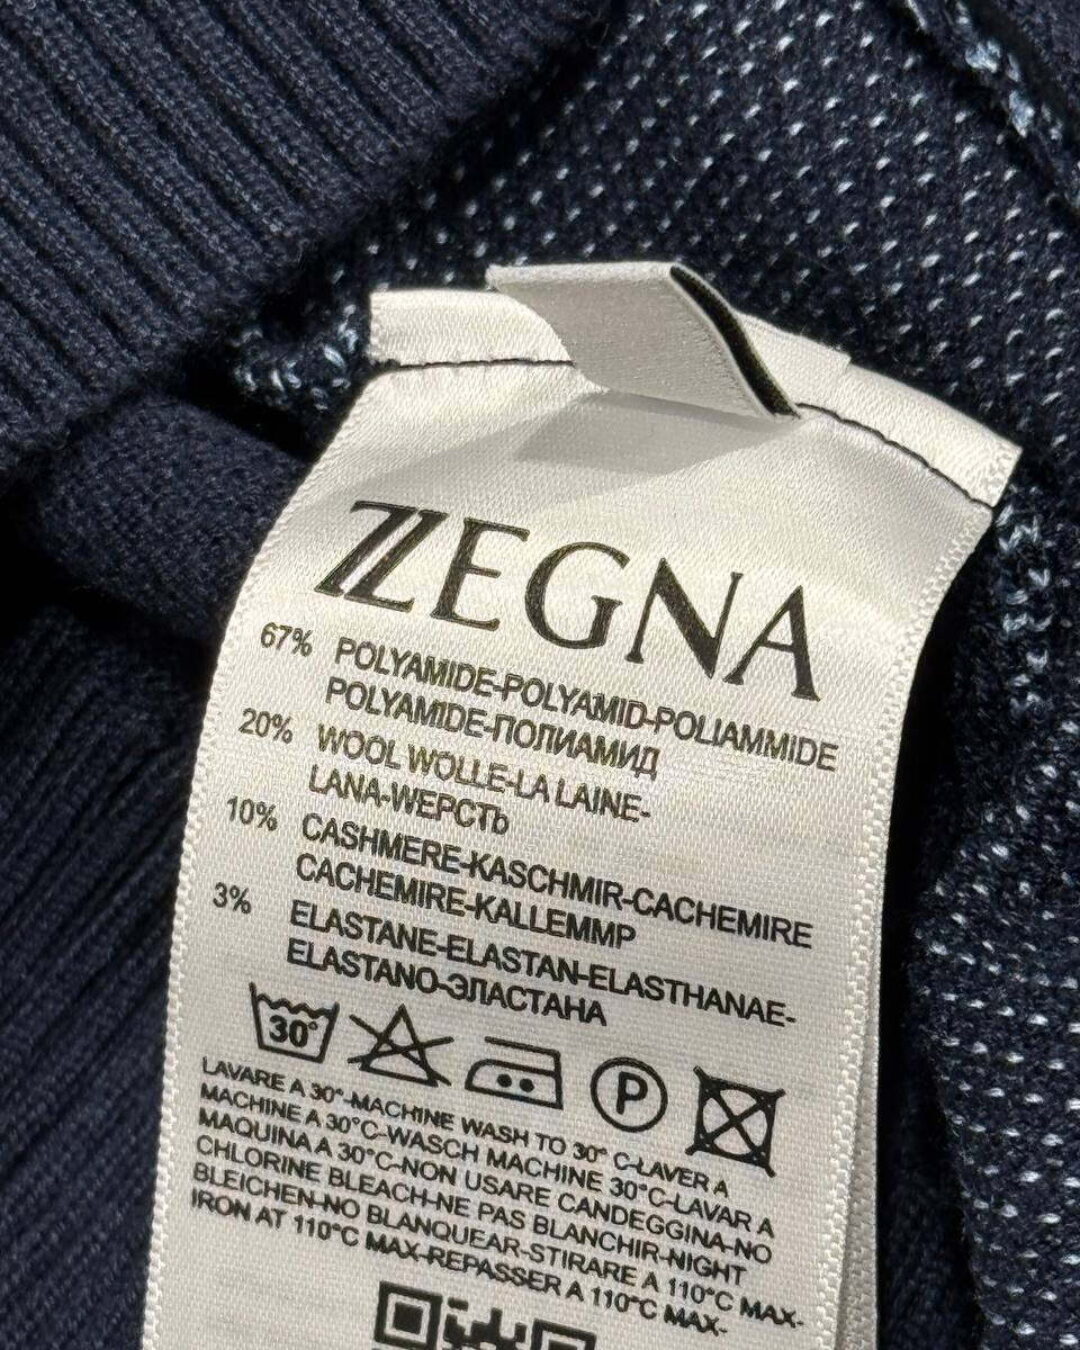 ZEGNA
67% POLYAMIDE-POLYAMID-POLIAMMIDE
POLYAMIDE-ПОЛИАМИД
20% WOOL WOLLE-LA LAINE-
LANA-WEPCTЬ
10% CASHMERE-KASCHMIR-CACHEMIRE
CACHEMIRE-KALLEMMP
3% ELASTANE-ELASTAN-ELASTHANAE-
ELASTANO-ЭЛАСТАНА
30° P
LAVARE A 30°-MACHINE WASH TO 30° C-LAVER A
MACHINE A 30°C-WASCH MACHINE 30°C-LAVAR A
MAQUINA A 30°C-NON USARE CANDEGGINA-NO
CHLORINE BLEACH-NE PAS BLANCHIR-NIGHT
BLEICHEN-NO BLANQUEAR-STIRARE A 110°C MAX-
IRON AT 110°C MAX-REPASSER A 110°C MAX-